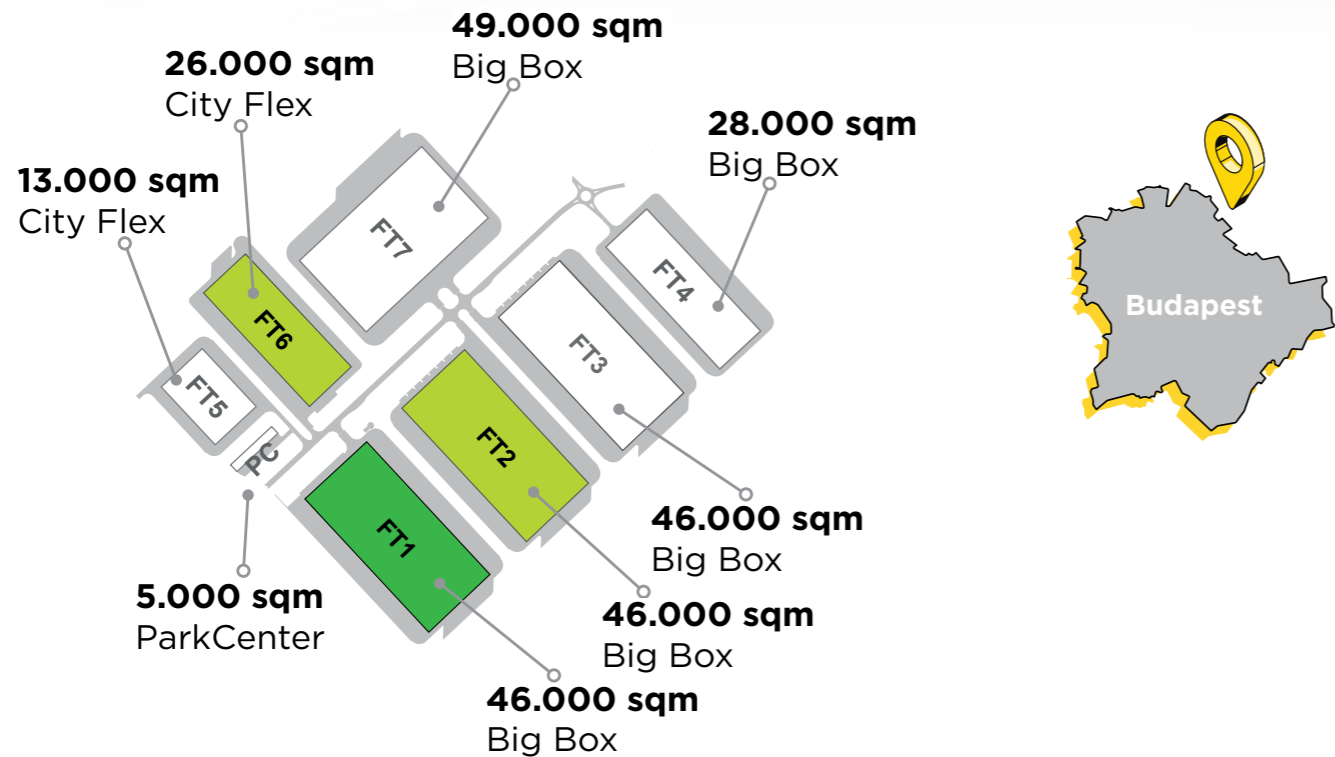 49.000 sqm
Big Box
26.000 sqm
City Flex
28.000 sqm
Big Box
13.000 sqm
City Flex
FT7
FT4
FT6
FT3
FT5
PC
FT2
FT1
Budapest
46.000 sqm
Big Box
5.000 sqm
ParkCenter
46.000 sqm
Big Box
46.000 sqm
Big Box